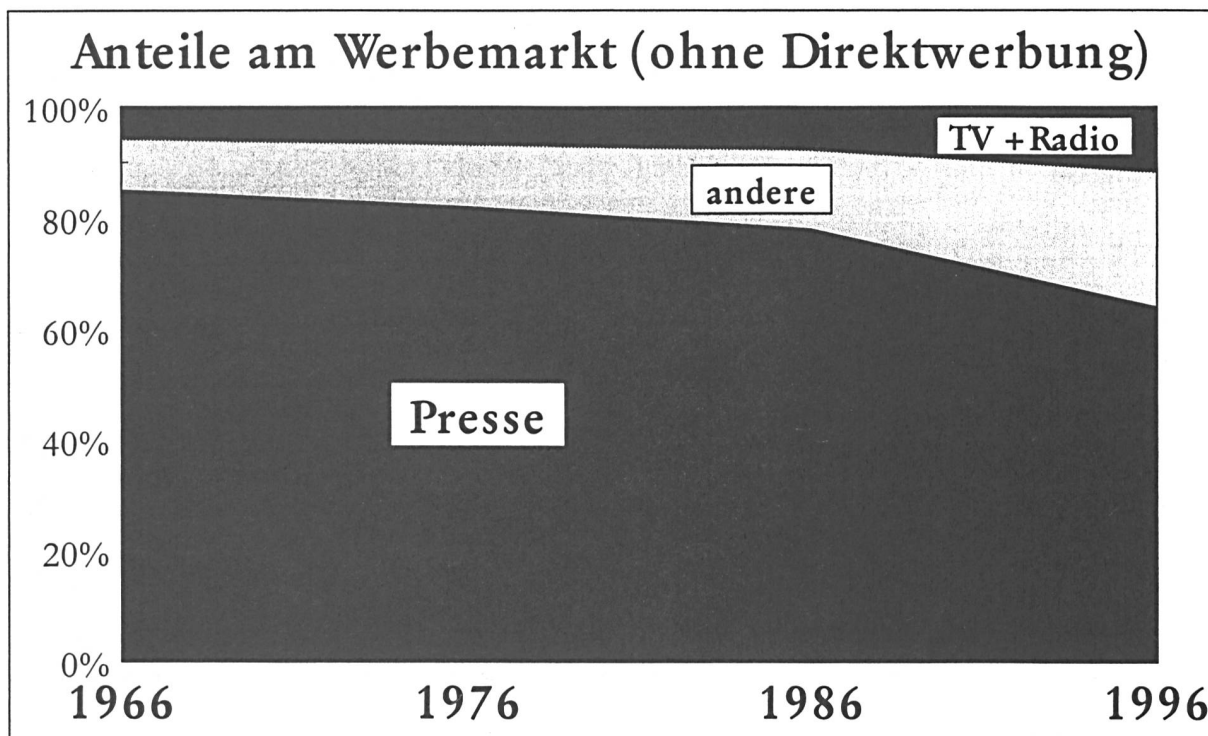 Anteile am Werbemarkt (ohne Direktwerbung)
100%
TV + Radio
andere
80%
60%
Presse
40%
20%
0%
1966 1976 1986 1996